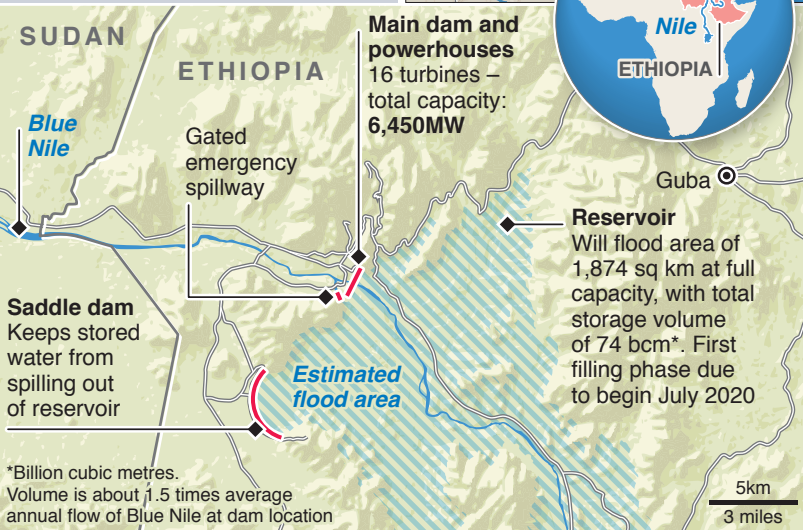 SUDAN
ETHIOPIA
Blue
Nile
Gated
emergency
spillway
Main dam and
powerhouses
16 turbines –
total capacity:
6,450MW
Nile
ETHIOPIA
Guba
Reservoir
Will flood area of
1,874 sq km at full
capacity, with total
storage volume
of 74 bcm*. First
filling phase due
to begin July 2020
Saddle dam
Keeps stored
water from
spilling out
of reservoir
Estimated
flood area
*Billion cubic metres.
Volume is about 1.5 times average
annual flow of Blue Nile at dam location
5km
3 miles